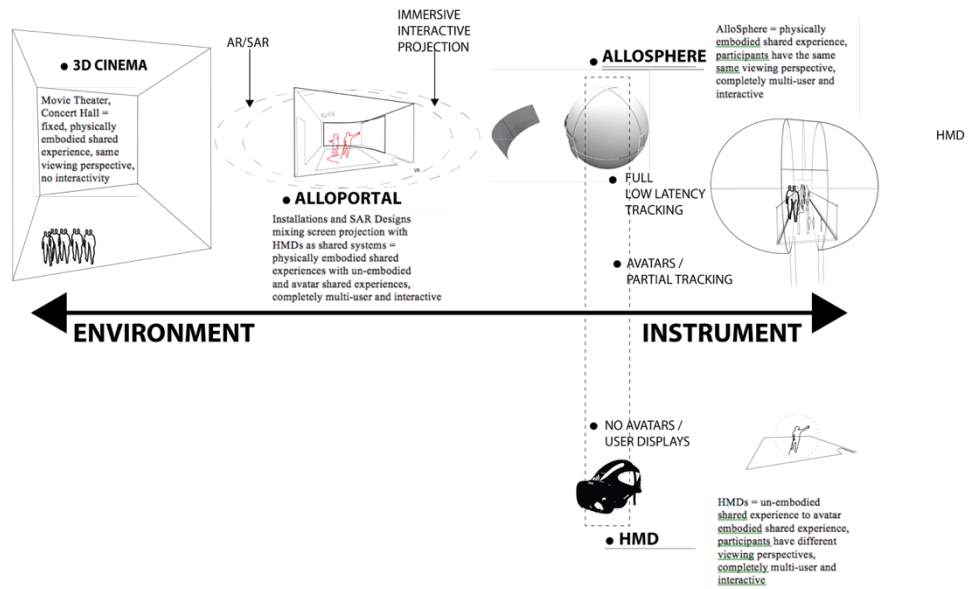 3D CINEMA
Movie Theater,
Concert Hall =
fixed, physically
embodied shared
experience, same
viewing perspective,
no interactivity
AR/SAR
IMMERSIVE
INTERACTIVE
PROJECTION
VR
ALLOPORTAL
Installations and SAR Designs
mixing screen projection with
HMDs as shared systems =
physically embodied shared
experiences with un-embodied
and avatar shared experiences,
completely multi-user and interactive
ALLOSPHERE
AlloSphere = physically
embodied shared experience,
participants have the same
same viewing perspective,
completely multi-user and
interactive
HMD
FULL
LOW LATENCY
TRACKING
AVATARS /
PARTIAL TRACKING
ENVIRONMENT
INSTRUMENT
NO AVATARS /
USER DISPLAYS
HMD
HMDs = un-embodied
shared experience to avatar
embodied shared experience,
participants have different
viewing perspectives,
completely multi-user and
interactive